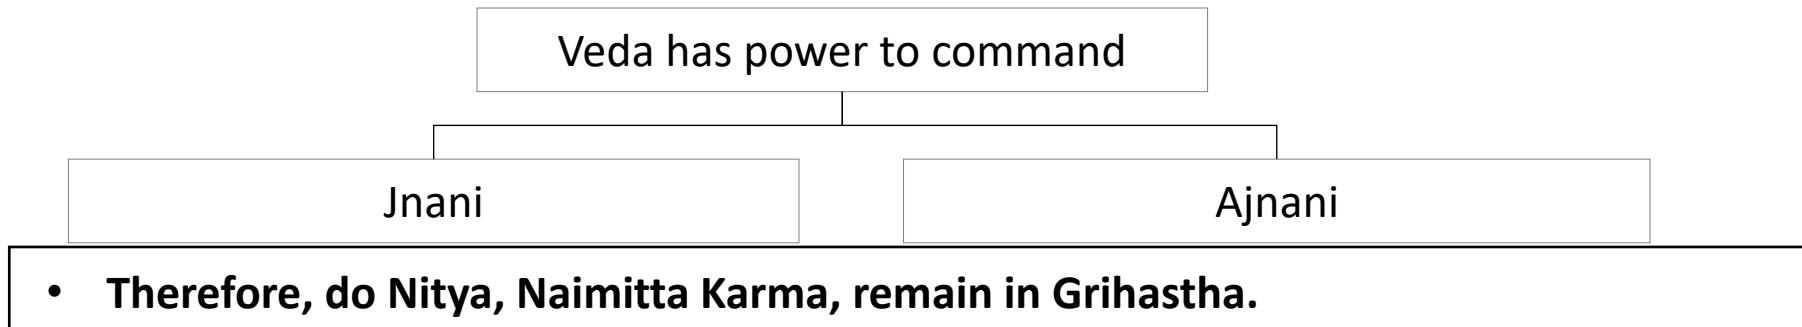 Veda has power to command
Jnani
Ajnani
• Therefore, do Nitya, Naimitta Karma, remain in Grihastha.